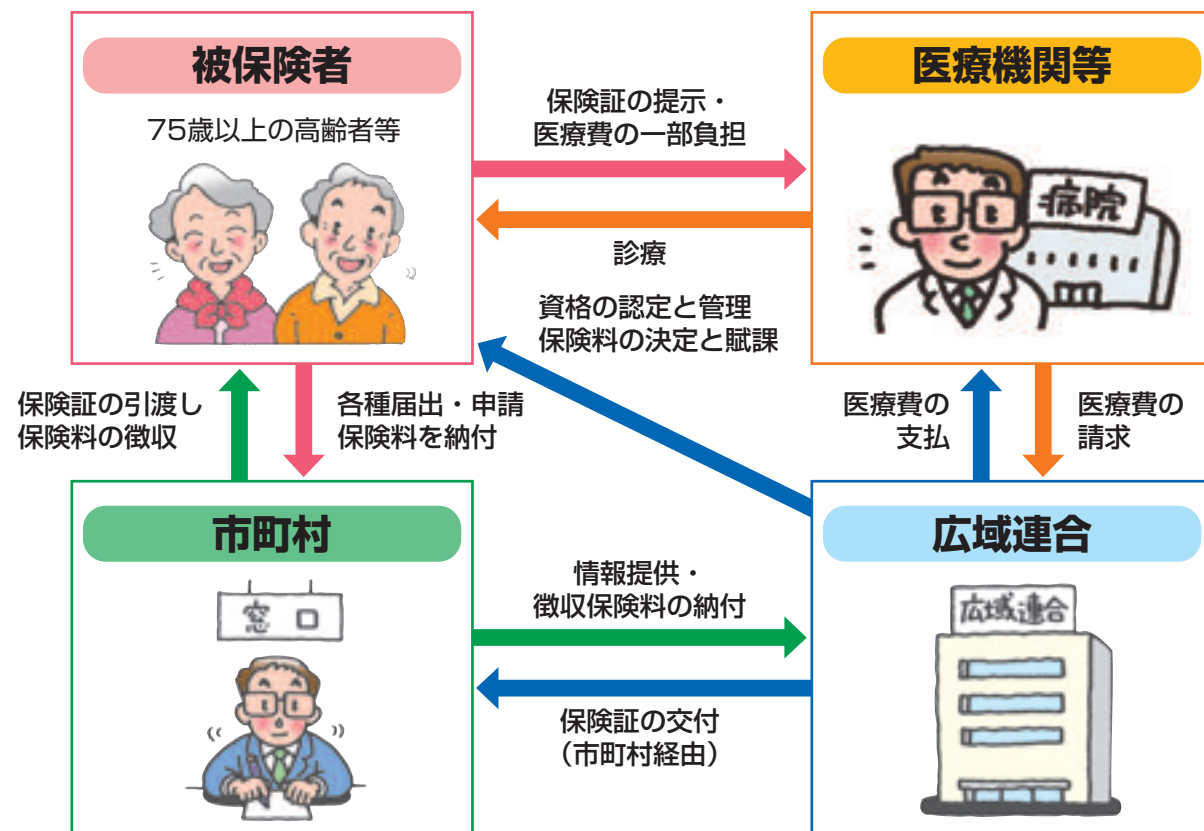 被保険者
75歳以上の高齢者等
保険証の提示・
医療費の一部負担
医療機関等
病院
診療
資格の認定と管理
保険料の決定と賦課
保険証の引渡し
保険料の徴収
各種届出・申請
保険料を納付
医療費の
支払
医療費の
請求
市町村
窓口
情報提供・
徴収保険料の納付
保険証の交付
（市町村経由）
広域連合
広域連合